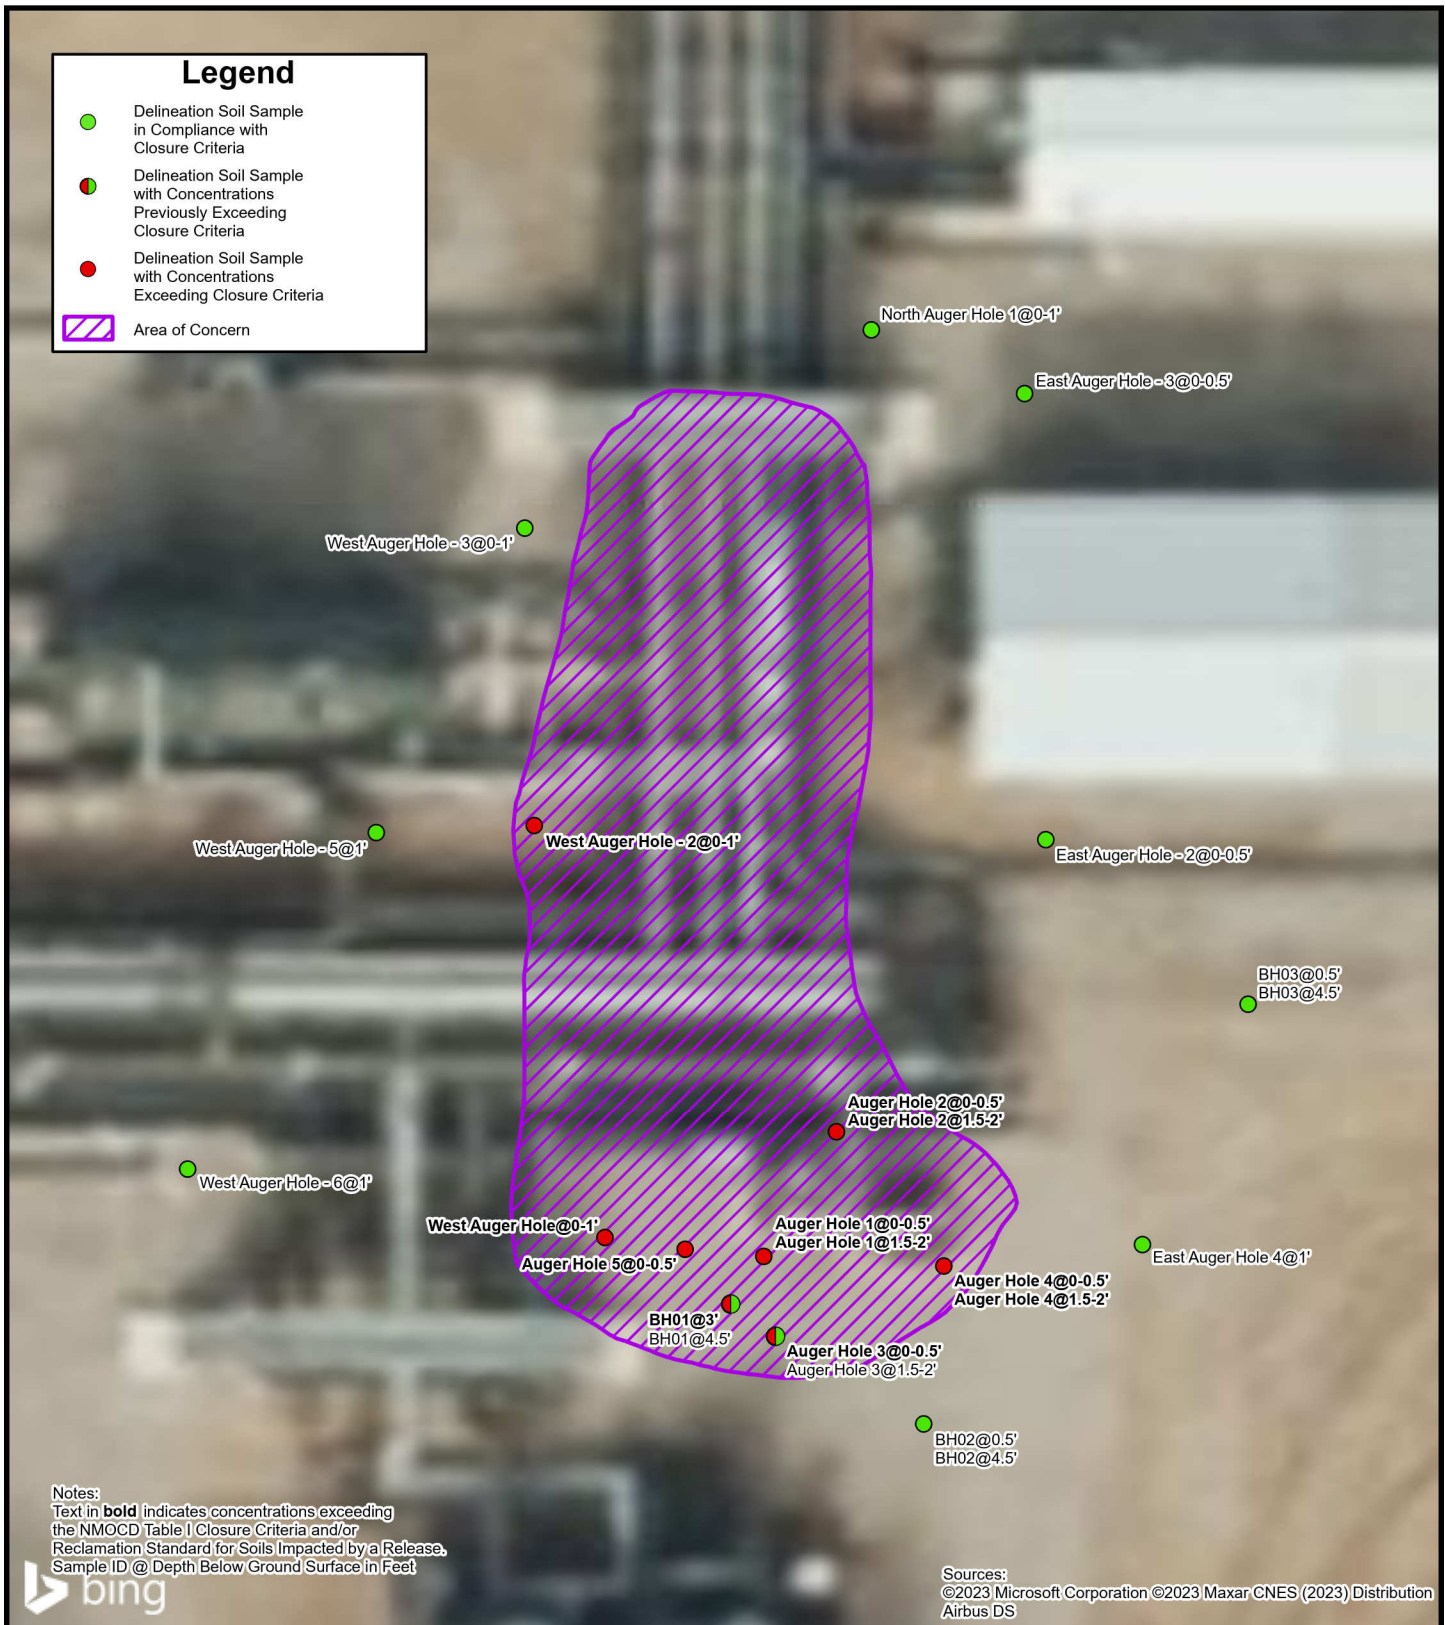 Legend
Delineation Soil Sample
in Compliance with
Closure Criteria
Delineation Soil Sample
with Concentrations
Previously Exceeding
Closure Criteria
Delineation Soil Sample
with Concentrations
Exceeding Closure Criteria
Area of Concern
North Auger Hole 1@0-1'
East Auger Hole - 3@0-0.5'
West Auger Hole - 3@0-1'
West Auger Hole - 2@0-1'
West Auger Hole - 5@1'
East Auger Hole - 2@0-0.5'
BH03@0.5'
BH03@4.5'
Auger Hole 2@0-0.5'
Auger Hole 2@1.5-2'
West Auger Hole - 6@1'
West Auger Hole@0-1'
Auger Hole 1@0-0.5'
Auger Hole 1@1.5-2'
Auger Hole 5@0-0.5'
East Auger Hole 4@1'
Auger Hole 4@0-0.5'
Auger Hole 4@1.5-2'
BH01@3'
BH01@4.5'
Auger Hole 3@0-0.5'
Auger Hole 3@1.5-2'
BH02@0.5'
BH02@4.5'
Notes:
Text in bold indicates concentrations exceeding
the NMOCD Table I Closure Criteria and/or
Reclamation Standard for Soils Impacted by a Release.
Sample ID @ Depth Below Ground Surface in Feet
bing
Sources:
©2023 Microsoft Corporation ©2023 Maxar CNES (2023) Distribution
Airbus DS